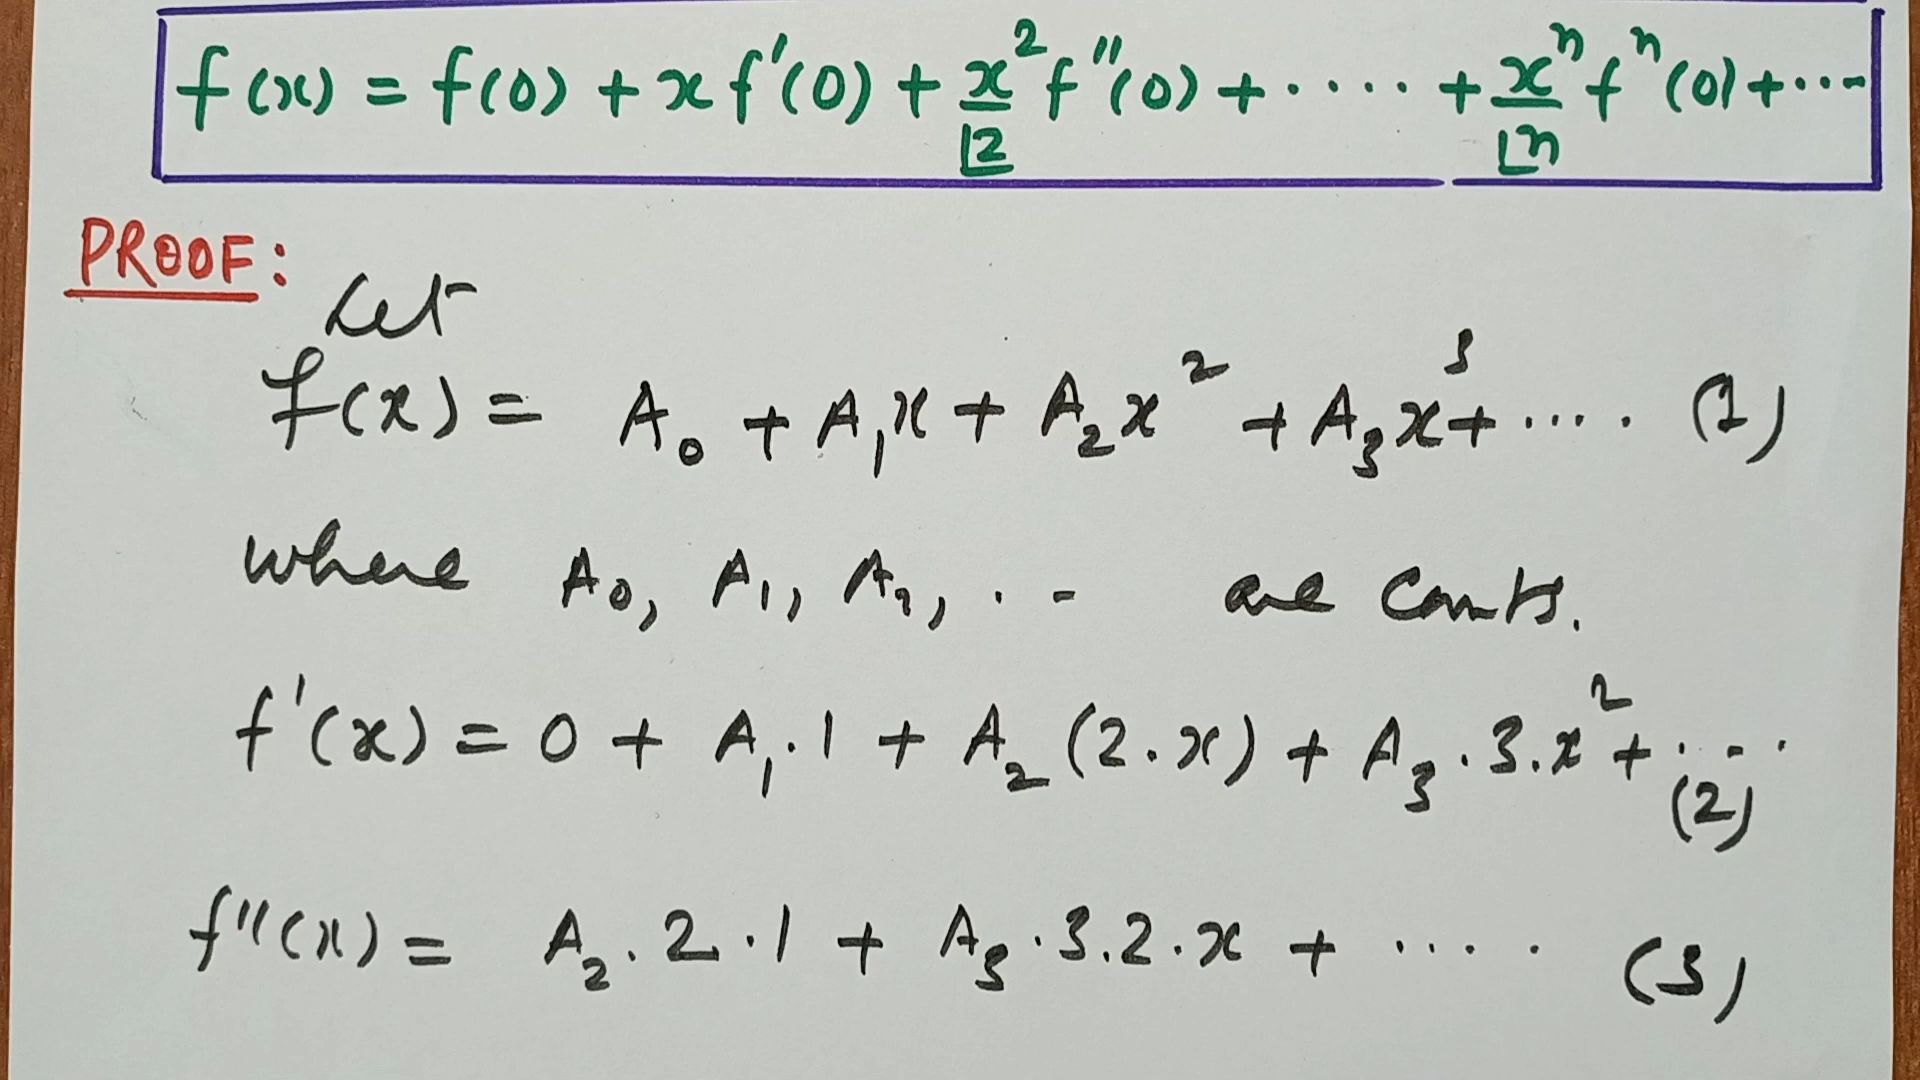 f(x) = f(0) + x f'(0) + x²/⌊2 f''(0) + ..... + xⁿ/⌊n fⁿ(0) + ....
PROOF:
Let
f(x) = A₀ + A₁x + A₂x² + A₃x³ + .... (1)
where A₀, A₁, A₂, .. are consts.
f'(x) = 0 + A₁.1 + A₂(2.x) + A₃.3.x² + .... (2)
f''(x) = A₂.2.1 + A₃.3.2.x + .... (3)